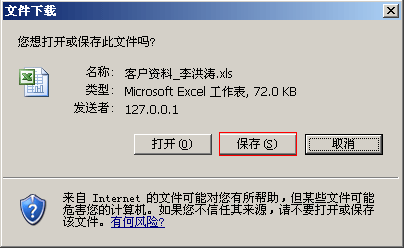 文件下载
您想打开或保存此文件吗?
名称: 客户资料_李洪涛.xls
类型: Microsoft Excel 工作表, 72.0 KB
发送者: 127.0.0.1
打开(O) 保存(S) 取消
来自 Internet 的文件可能对您有所帮助,但某些文件可能
危害您的计算机。如果您不信任其来源,请不要打开或保存
该文件。有何风险?